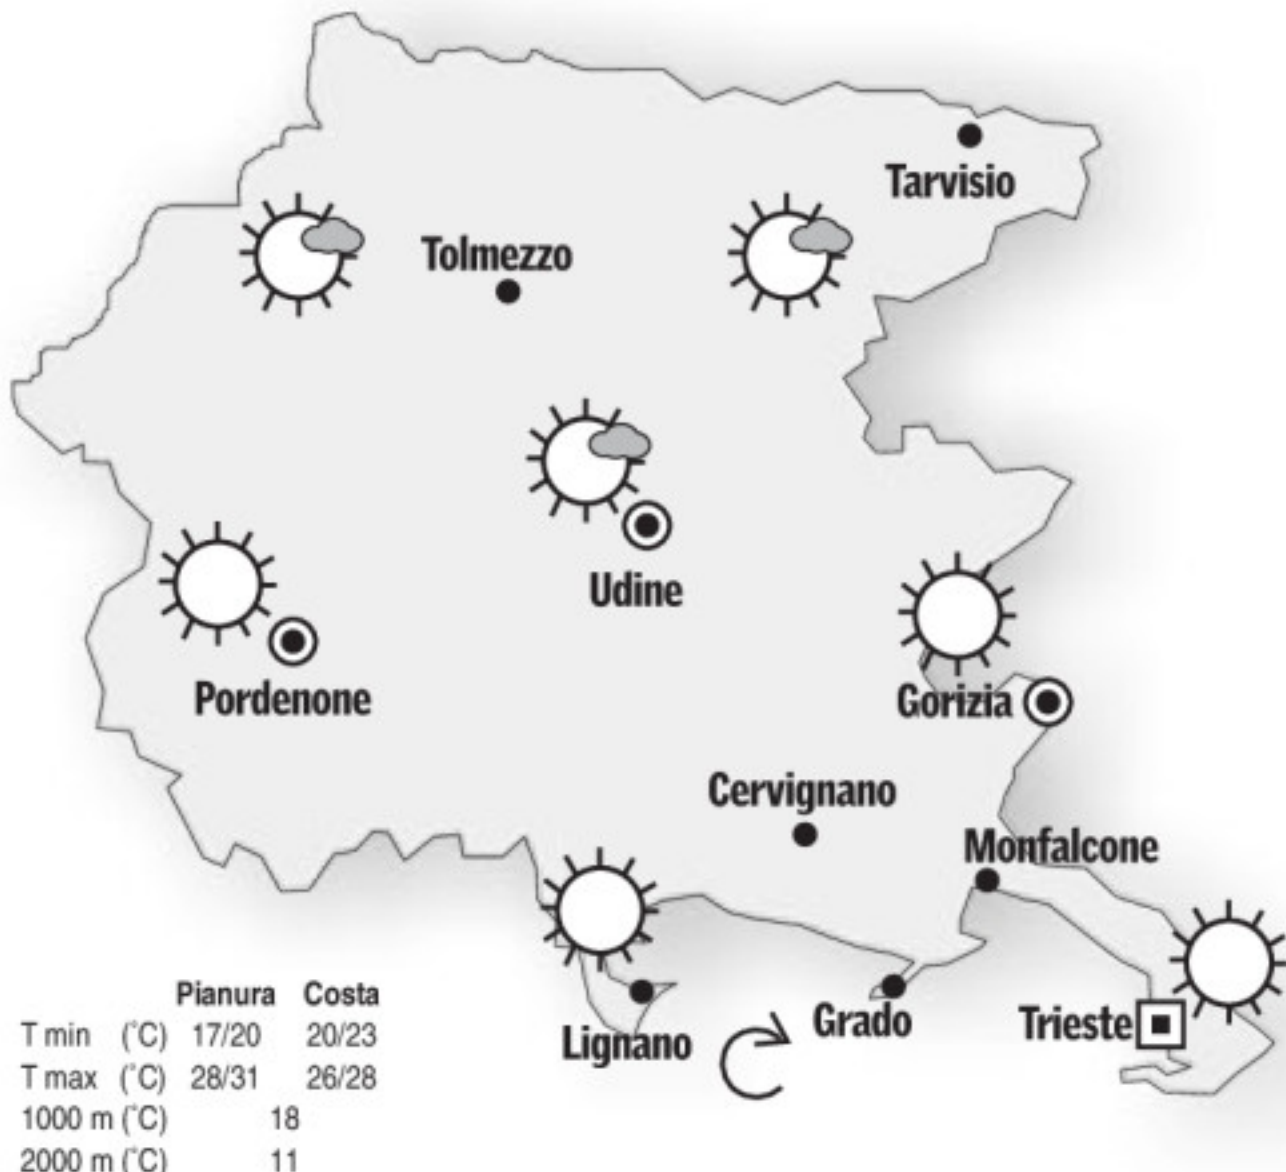 Tarvisio
Tolmezzo
Udine
Pordenone
Gorizia
Cervignano
Monfalcone
Lignano
Grado
Trieste
Pianura Costa
T min (°C) 17/20 20/23
T max (°C) 28/31 26/28
1000 m (°C) 18
2000 m (°C) 11